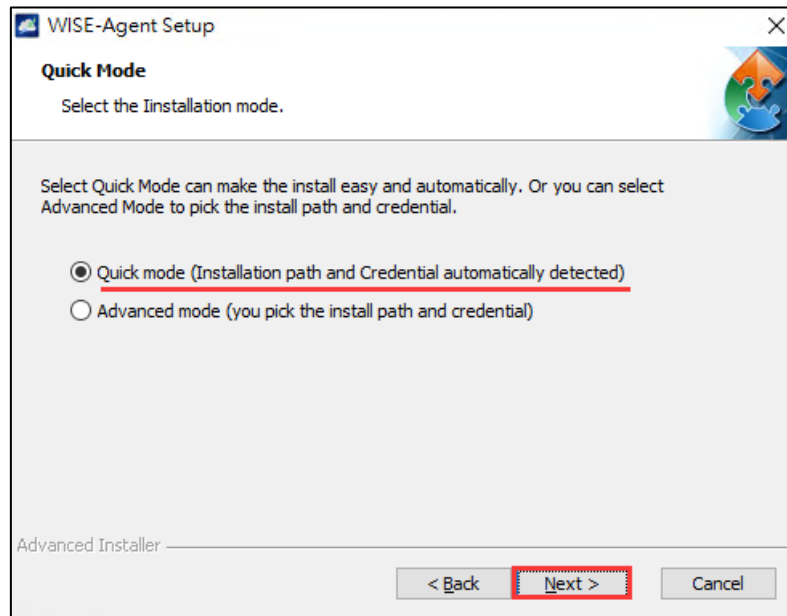 WISE-Agent Setup
Quick Mode
Select the Iinstallation mode.
Select Quick Mode can make the install easy and automatically. Or you can select
Advanced Mode to pick the install path and credential.
Quick mode (Installation path and Credential automatically detected)
Advanced mode (you pick the install path and credential)
Advanced Installer
< Back Next > Cancel